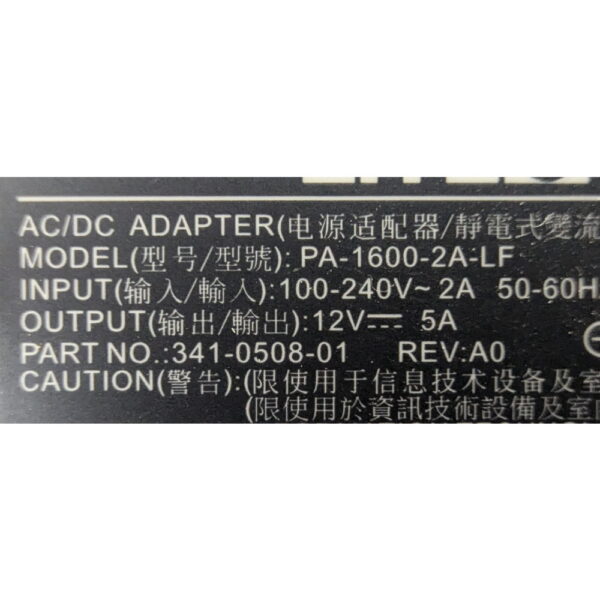 AC/DC ADAPTER(电源适配器/靜電式變流
MODEL(型号/型號): PA-1600-2A-LF
INPUT(输入/輸入):100-240V~ 2A 50-60H
OUTPUT(输出/輸出):12V⎓ 5A
PART NO.:341-0508-01 REV:A0
CAUTION(警告):(限使用于信息技术设备及室
(限使用於資訊技術設備及室內